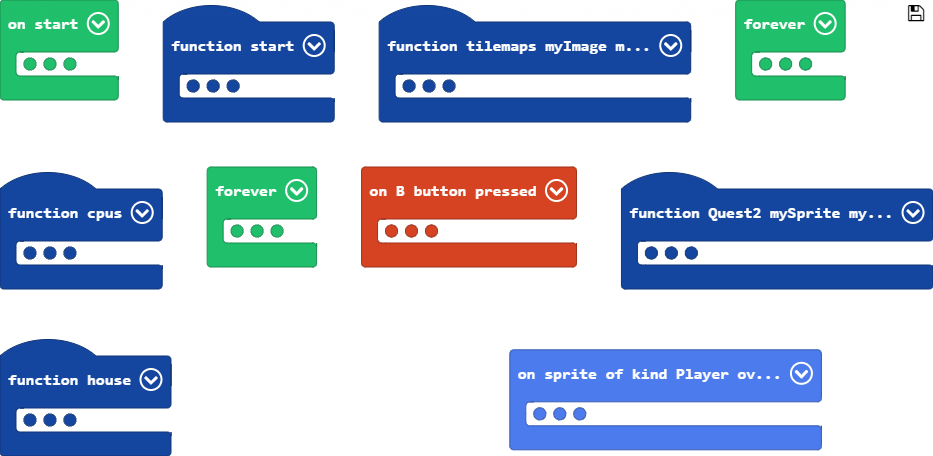 on start
function start
function tilemaps myImage m...
forever
function cpus
forever
on B button pressed
function Quest2 mySprite my...
function house
on sprite of kind Player ov...